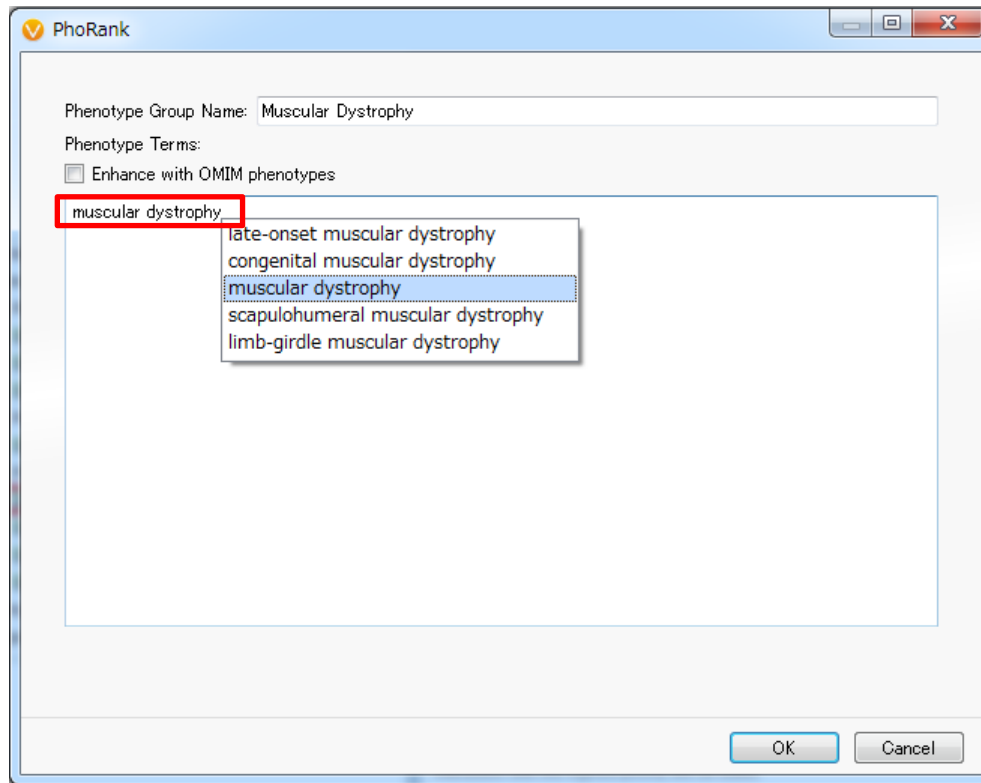 PhoRank
Phenotype Group Name: Muscular Dystrophy
Phenotype Terms:
Enhance with OMIM phenotypes
muscular dystrophy
late-onset muscular dystrophy
congenital muscular dystrophy
muscular dystrophy
scapulohumeral muscular dystrophy
limb-girdle muscular dystrophy
OK Cancel